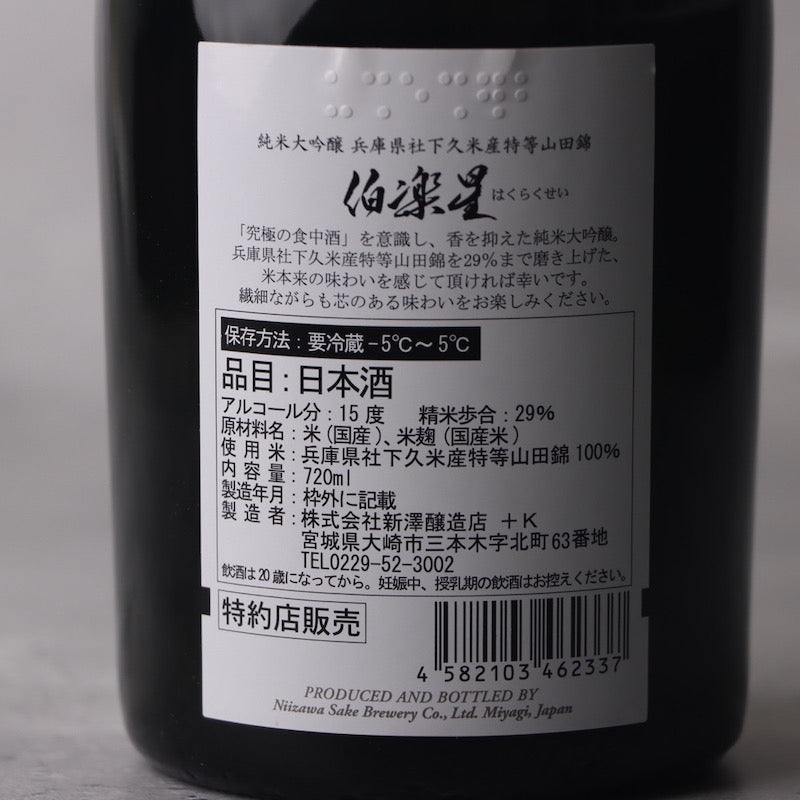 純米大吟醸 兵庫県社下久米産特等山田錦
伯楽星 はくらくせい
「究極の食中酒」を意識し、香を抑えた純米大吟醸。
兵庫県社下久米産特等山田錦を29%まで磨き上げた、
米本来の味わいを感じて頂ければ幸いです。
繊細ながらも芯のある味わいをお楽しみください。
保存方法：要冷蔵－5℃～5℃
品目：日本酒
アルコール分：15度 精米歩合：29%
原材料名：米（国産）、米麹（国産米）
使用米：兵庫県社下久米産特等山田錦100%
内容量：720ml
製造年月：枠外に記載
製造者：株式会社新澤醸造店 ＋K
宮城県大崎市三本木字北町63番地
TEL0229-52-3002
飲酒は20歳になってから。妊娠中、授乳期の飲酒はお控えください。
特約店販売
4 582103 462337
PRODUCED AND BOTTLED BY
Niizawa Sake Brewery Co., Ltd. Miyagi, Japan